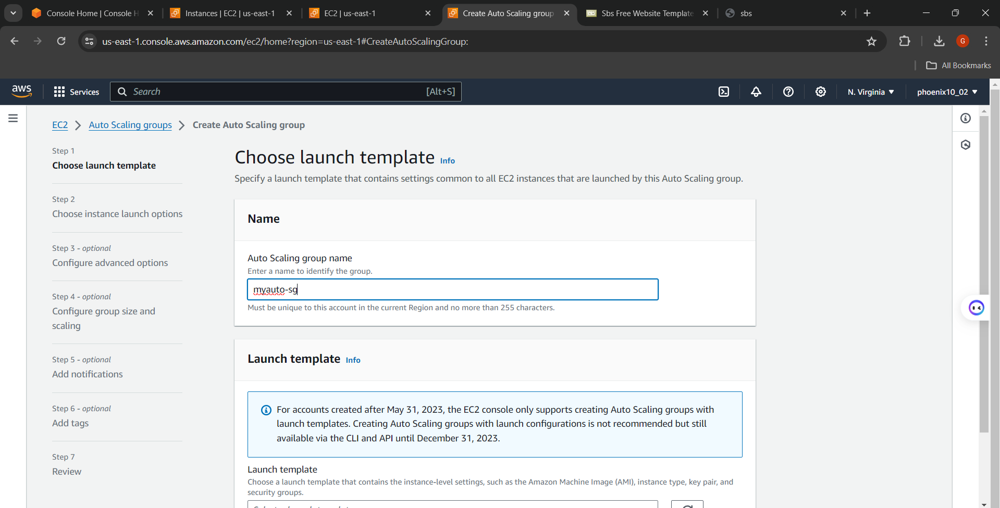 Console Home | Console H
Instances | EC2 | us-east-1
EC2 | us-east-1
Create Auto Scaling group
Sbs Free Website Template
sbs
us-east-1.console.aws.amazon.com/ec2/home?region=us-east-1#CreateAutoScalingGroup:
G
All Bookmarks
aws
Services
Search
[Alt+S]
N. Virginia
phoenix10_02
EC2
Auto Scaling groups
Create Auto Scaling group
Step 1
Choose launch template
Step 2
Choose instance launch options
Step 3 - optional
Configure advanced options
Step 4 - optional
Configure group size and
scaling
Step 5 - optional
Add notifications
Step 6 - optional
Add tags
Step 7
Review
Choose launch template Info
Specify a launch template that contains settings common to all EC2 instances that are launched by this Auto Scaling group.
Name
Auto Scaling group name
Enter a name to identify the group.
myauto-sg
Must be unique to this account in the current Region and no more than 255 characters.
Launch template Info
For accounts created after May 31, 2023, the EC2 console only supports creating Auto Scaling groups with
launch templates. Creating Auto Scaling groups with launch configurations is not recommended but still
available via the CLI and API until December 31, 2023.
Launch template
Choose a launch template that contains the instance-level settings, such as the Amazon Machine Image (AMI), instance type, key pair, and
security groups.